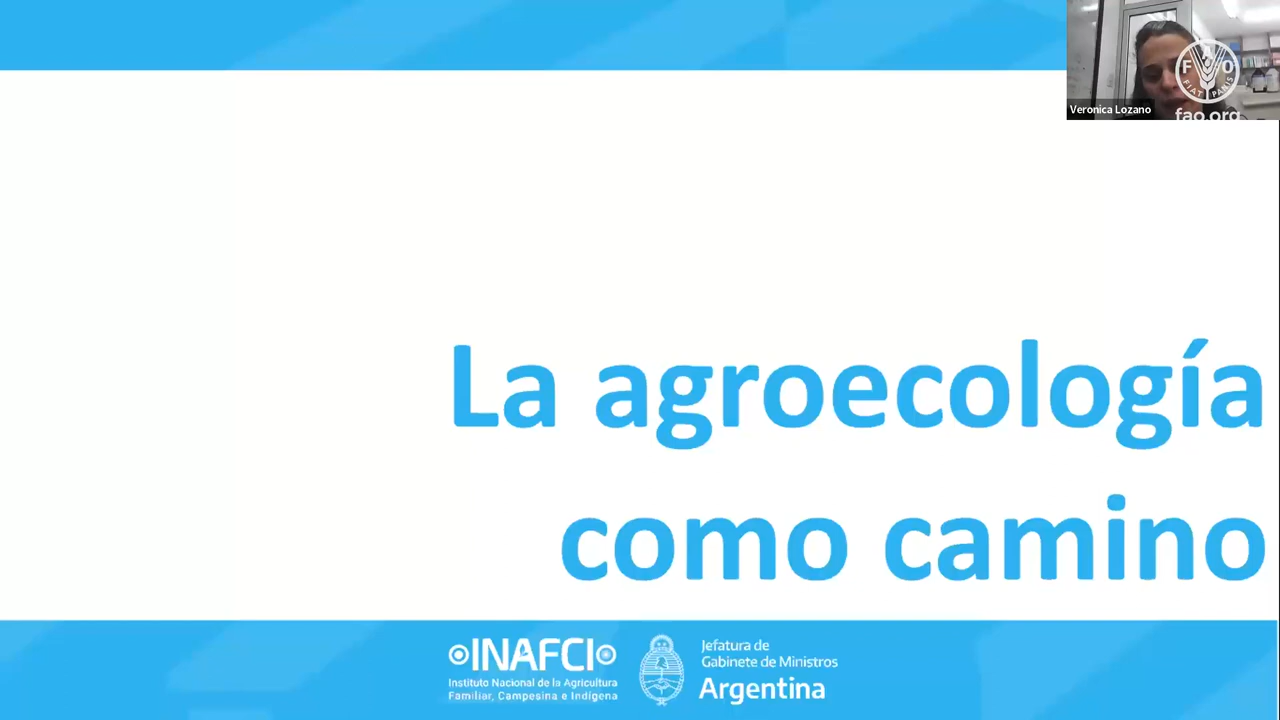 Veronica Lozano
FAO
FIAT PANIS
fao.org
La agroecología
como camino
INAFCI
Instituto Nacional de la Agricultura
Familiar, Campesina e Indígena
Jefatura de
Gabinete de Ministros
Argentina